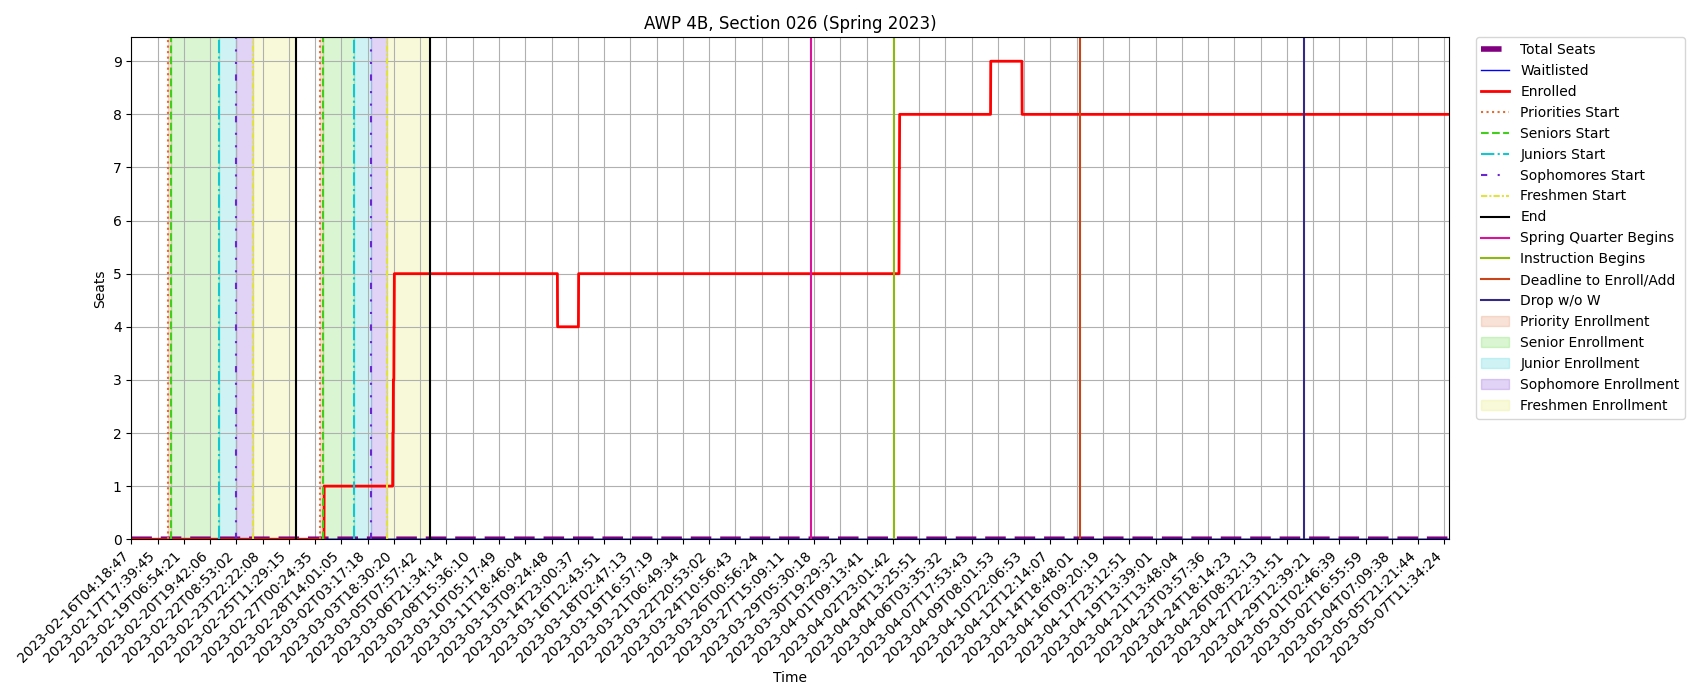 AWP 4B, Section 026 (Spring 2023)
Seats
9
8
7
6
5
4
3
2
1
0
2023-02-16T04:18:47
2023-02-17T17:39:45
2023-02-19T06:54:21
2023-02-20T19:42:06
2023-02-22T08:53:02
2023-02-23T22:22:08
2023-02-25T11:29:15
2023-02-27T00:24:35
2023-02-28T14:01:05
2023-03-02T03:17:18
2023-03-03T18:30:20
2023-03-05T07:57:42
2023-03-06T21:34:14
2023-03-08T15:36:10
2023-03-10T05:17:49
2023-03-11T18:46:04
2023-03-13T09:24:48
2023-03-14T23:00:37
2023-03-16T12:43:51
2023-03-18T02:47:13
2023-03-19T16:57:19
2023-03-21T06:49:34
2023-03-22T20:53:02
2023-03-24T10:56:43
2023-03-26T00:56:24
2023-03-27T15:09:11
2023-03-29T05:30:18
2023-03-30T19:29:32
2023-04-01T09:13:41
2023-04-02T23:01:42
2023-04-04T13:25:51
2023-04-06T03:35:32
2023-04-07T17:53:43
2023-04-09T08:01:53
2023-04-10T22:06:53
2023-04-12T12:14:07
2023-04-14T18:48:01
2023-04-16T09:20:19
2023-04-17T23:12:51
2023-04-19T13:39:01
2023-04-21T13:48:04
2023-04-23T03:57:36
2023-04-24T18:14:23
2023-04-26T08:32:13
2023-04-27T22:31:51
2023-04-29T12:39:21
2023-05-01T02:46:39
2023-05-02T16:55:59
2023-05-04T07:09:38
2023-05-05T21:21:44
2023-05-07T11:34:24
Time
Total Seats
Waitlisted
Enrolled
Priorities Start
Seniors Start
Juniors Start
Sophomores Start
Freshmen Start
End
Spring Quarter Begins
Instruction Begins
Deadline to Enroll/Add
Drop w/o W
Priority Enrollment
Senior Enrollment
Junior Enrollment
Sophomore Enrollment
Freshmen Enrollment